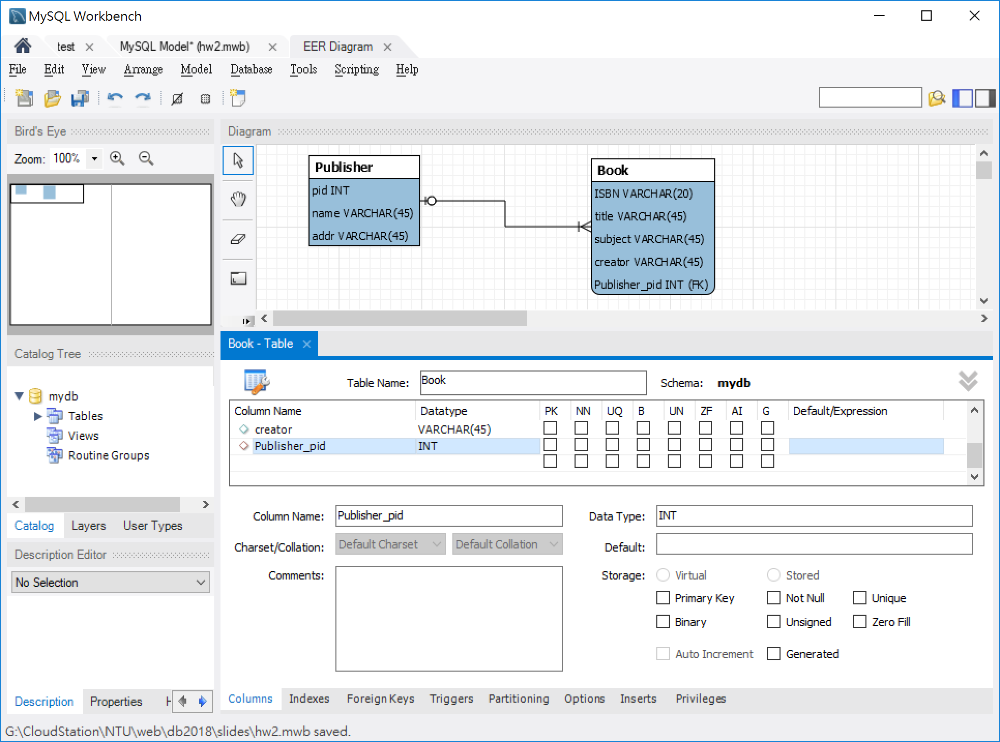 MySQL Workbench
test
MySQL Model* (hw2.mwb)
EER Diagram
File Edit View Arrange Model Database Tools Scripting Help
Bird's Eye
Zoom: 100%
Diagram
Publisher
pid INT
name VARCHAR(45)
addr VARCHAR(45)
Book
ISBN VARCHAR(20)
title VARCHAR(45)
subject VARCHAR(45)
creator VARCHAR(45)
Publisher_pid INT (FK)
Catalog Tree
mydb
Tables
Views
Routine Groups
Catalog Layers User Types
Description Editor
No Selection
Description Properties H
Book - Table
Table Name: Book Schema: mydb
Column Name Datatype PK NN UQ B UN ZF AI G Default/Expression
creator VARCHAR(45)
Publisher_pid INT
Column Name: Publisher_pid Data Type: INT
Charset/Collation: Default Charset Default Collation Default:
Comments: Storage: Virtual Stored
Primary Key Not Null Unique
Binary Unsigned Zero Fill
Auto Increment Generated
Columns Indexes Foreign Keys Triggers Partitioning Options Inserts Privileges
G:\CloudStation\NTU\web\db2018\slides\hw2.mwb saved.